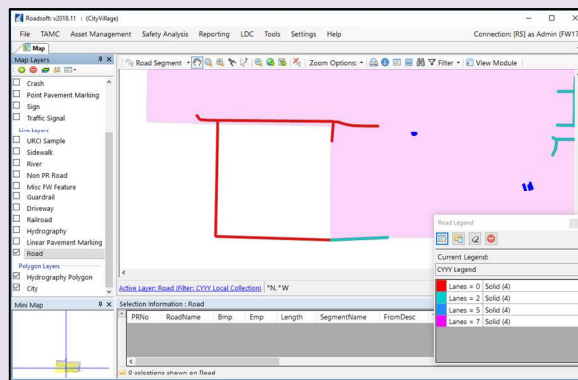 Roadsoft: v2018.11 : (CityVillage)
File TAMC Asset Management Safety Analysis Reporting LDC Tools Settings Help Connection: [RS] as Admin (FW17
Map
Map Layers
Road Segment Zoom Options: Filter View Module
Crash
Point Pavement Marking
Sign
Traffic Signal
Line Layers
URCI Sample
Sidewalk
River
Non PR Road
Misc FW Feature
Guardrail
Driveway
Railroad
Hydrography
Linear Pavement Marking
Road
Polygon Layers
Hydrography Polygon
City
Road Legend
Current Legend:
CYYY Legend
Lanes = 0 Solid (4)
Lanes = 2 Solid (4)
Lanes = 5 Solid (4)
Lanes = 7 Solid (4)
Active Layer: Road (Filter: CYYY Local Collection) °N, °W
Mini Map
Selection Information : Road
PRNo RoadName Bmp Emp Length SegmentName FromDesc
0 selections shown on Road